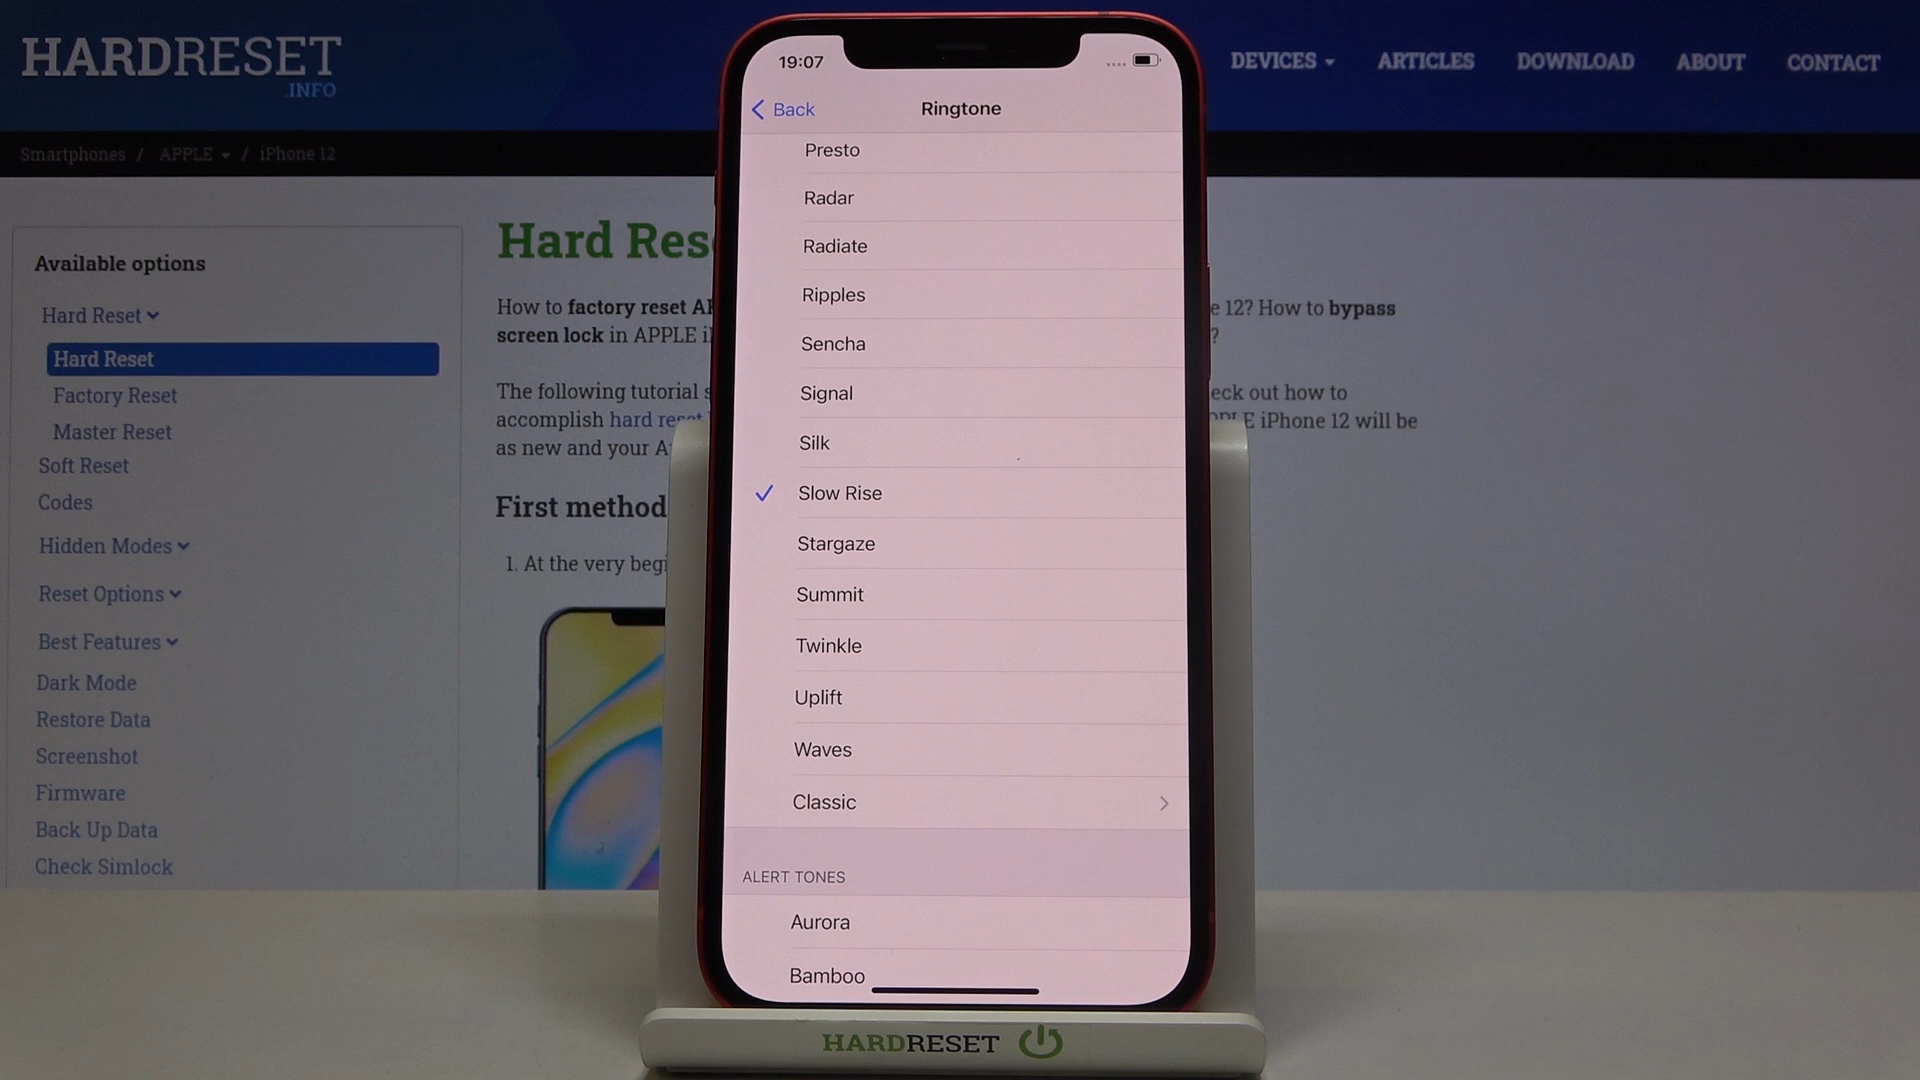 HARDRESET
.INFO
DEVICES
ARTICLES
DOWNLOAD
ABOUT
CONTACT
Smartphones / APPLE / iPhone 12
Available options
Hard Reset
Hard Reset
Factory Reset
Master Reset
Soft Reset
Codes
Hidden Modes
Reset Options
Best Features
Dark Mode
Restore Data
Screenshot
Firmware
Back Up Data
Check Simlock
Hard Res
How to factory reset e 12? How to bypass
screen lock in APPLE ?
The following tutorial eck out how to
accomplish hard reset iPhone 12 will be
as new and your
First method
1. At the very begi
19:07
Back
Ringtone
Presto
Radar
Radiate
Ripples
Sencha
Signal
Silk
Slow Rise
Stargaze
Summit
Twinkle
Uplift
Waves
Classic
ALERT TONES
Aurora
Bamboo
HARDRESET